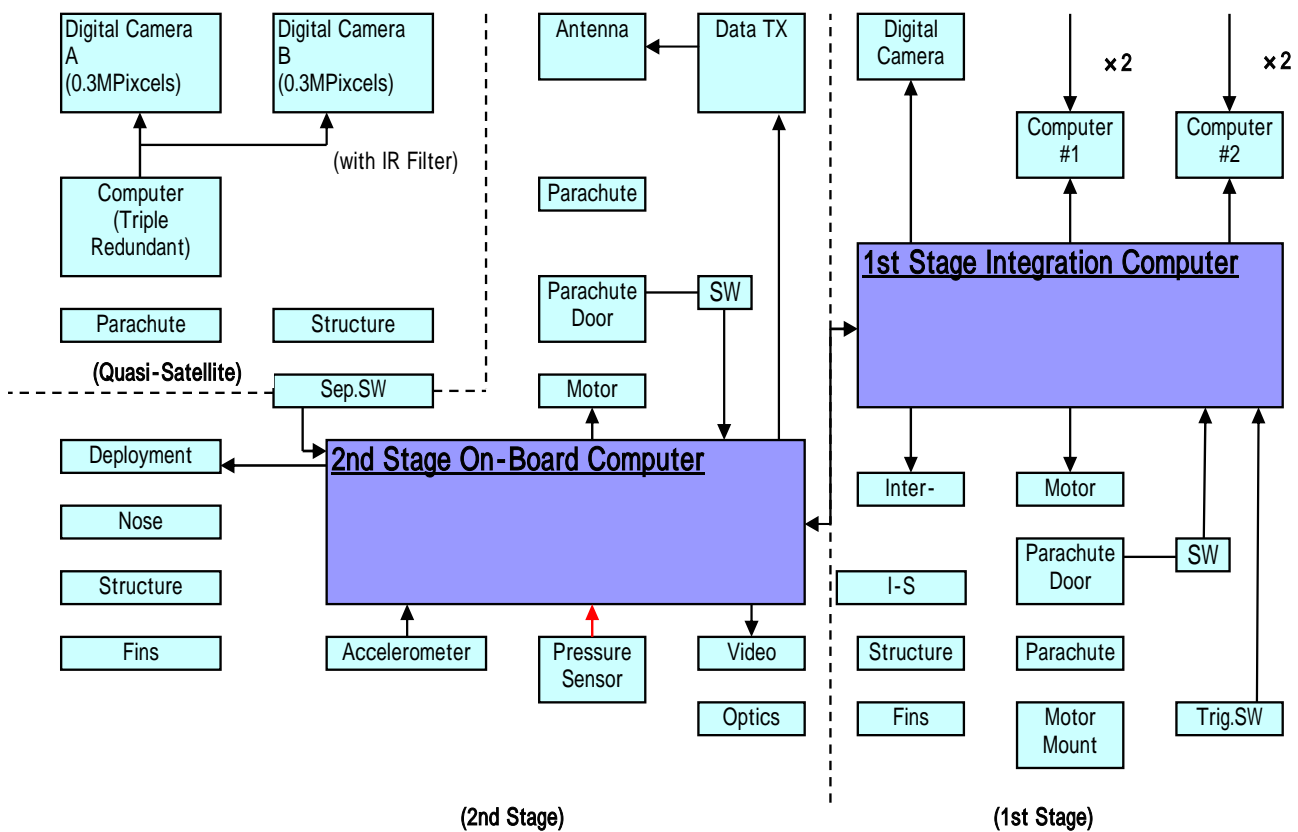 Digital Camera
A
(0.3MPixcels)
Digital Camera
B
(0.3MPixcels)
(with IR Filter)
Computer
(Triple
Redundant)
Parachute
Structure
(Quasi-Satellite)
Sep.SW
Antenna
Data TX
Parachute
Parachute
Door
SW
Motor
Deployment
Nose
Structure
Fins
2nd Stage On-Board Computer
Accelerometer
Pressure
Sensor
Video
Optics
(2nd Stage)
Digital
Camera
×2
×2
Computer
#1
Computer
#2
1st Stage Integration Computer
Inter-
Motor
Parachute
Door
SW
I-S
Structure
Parachute
Fins
Motor
Mount
Trig.SW
(1st Stage)